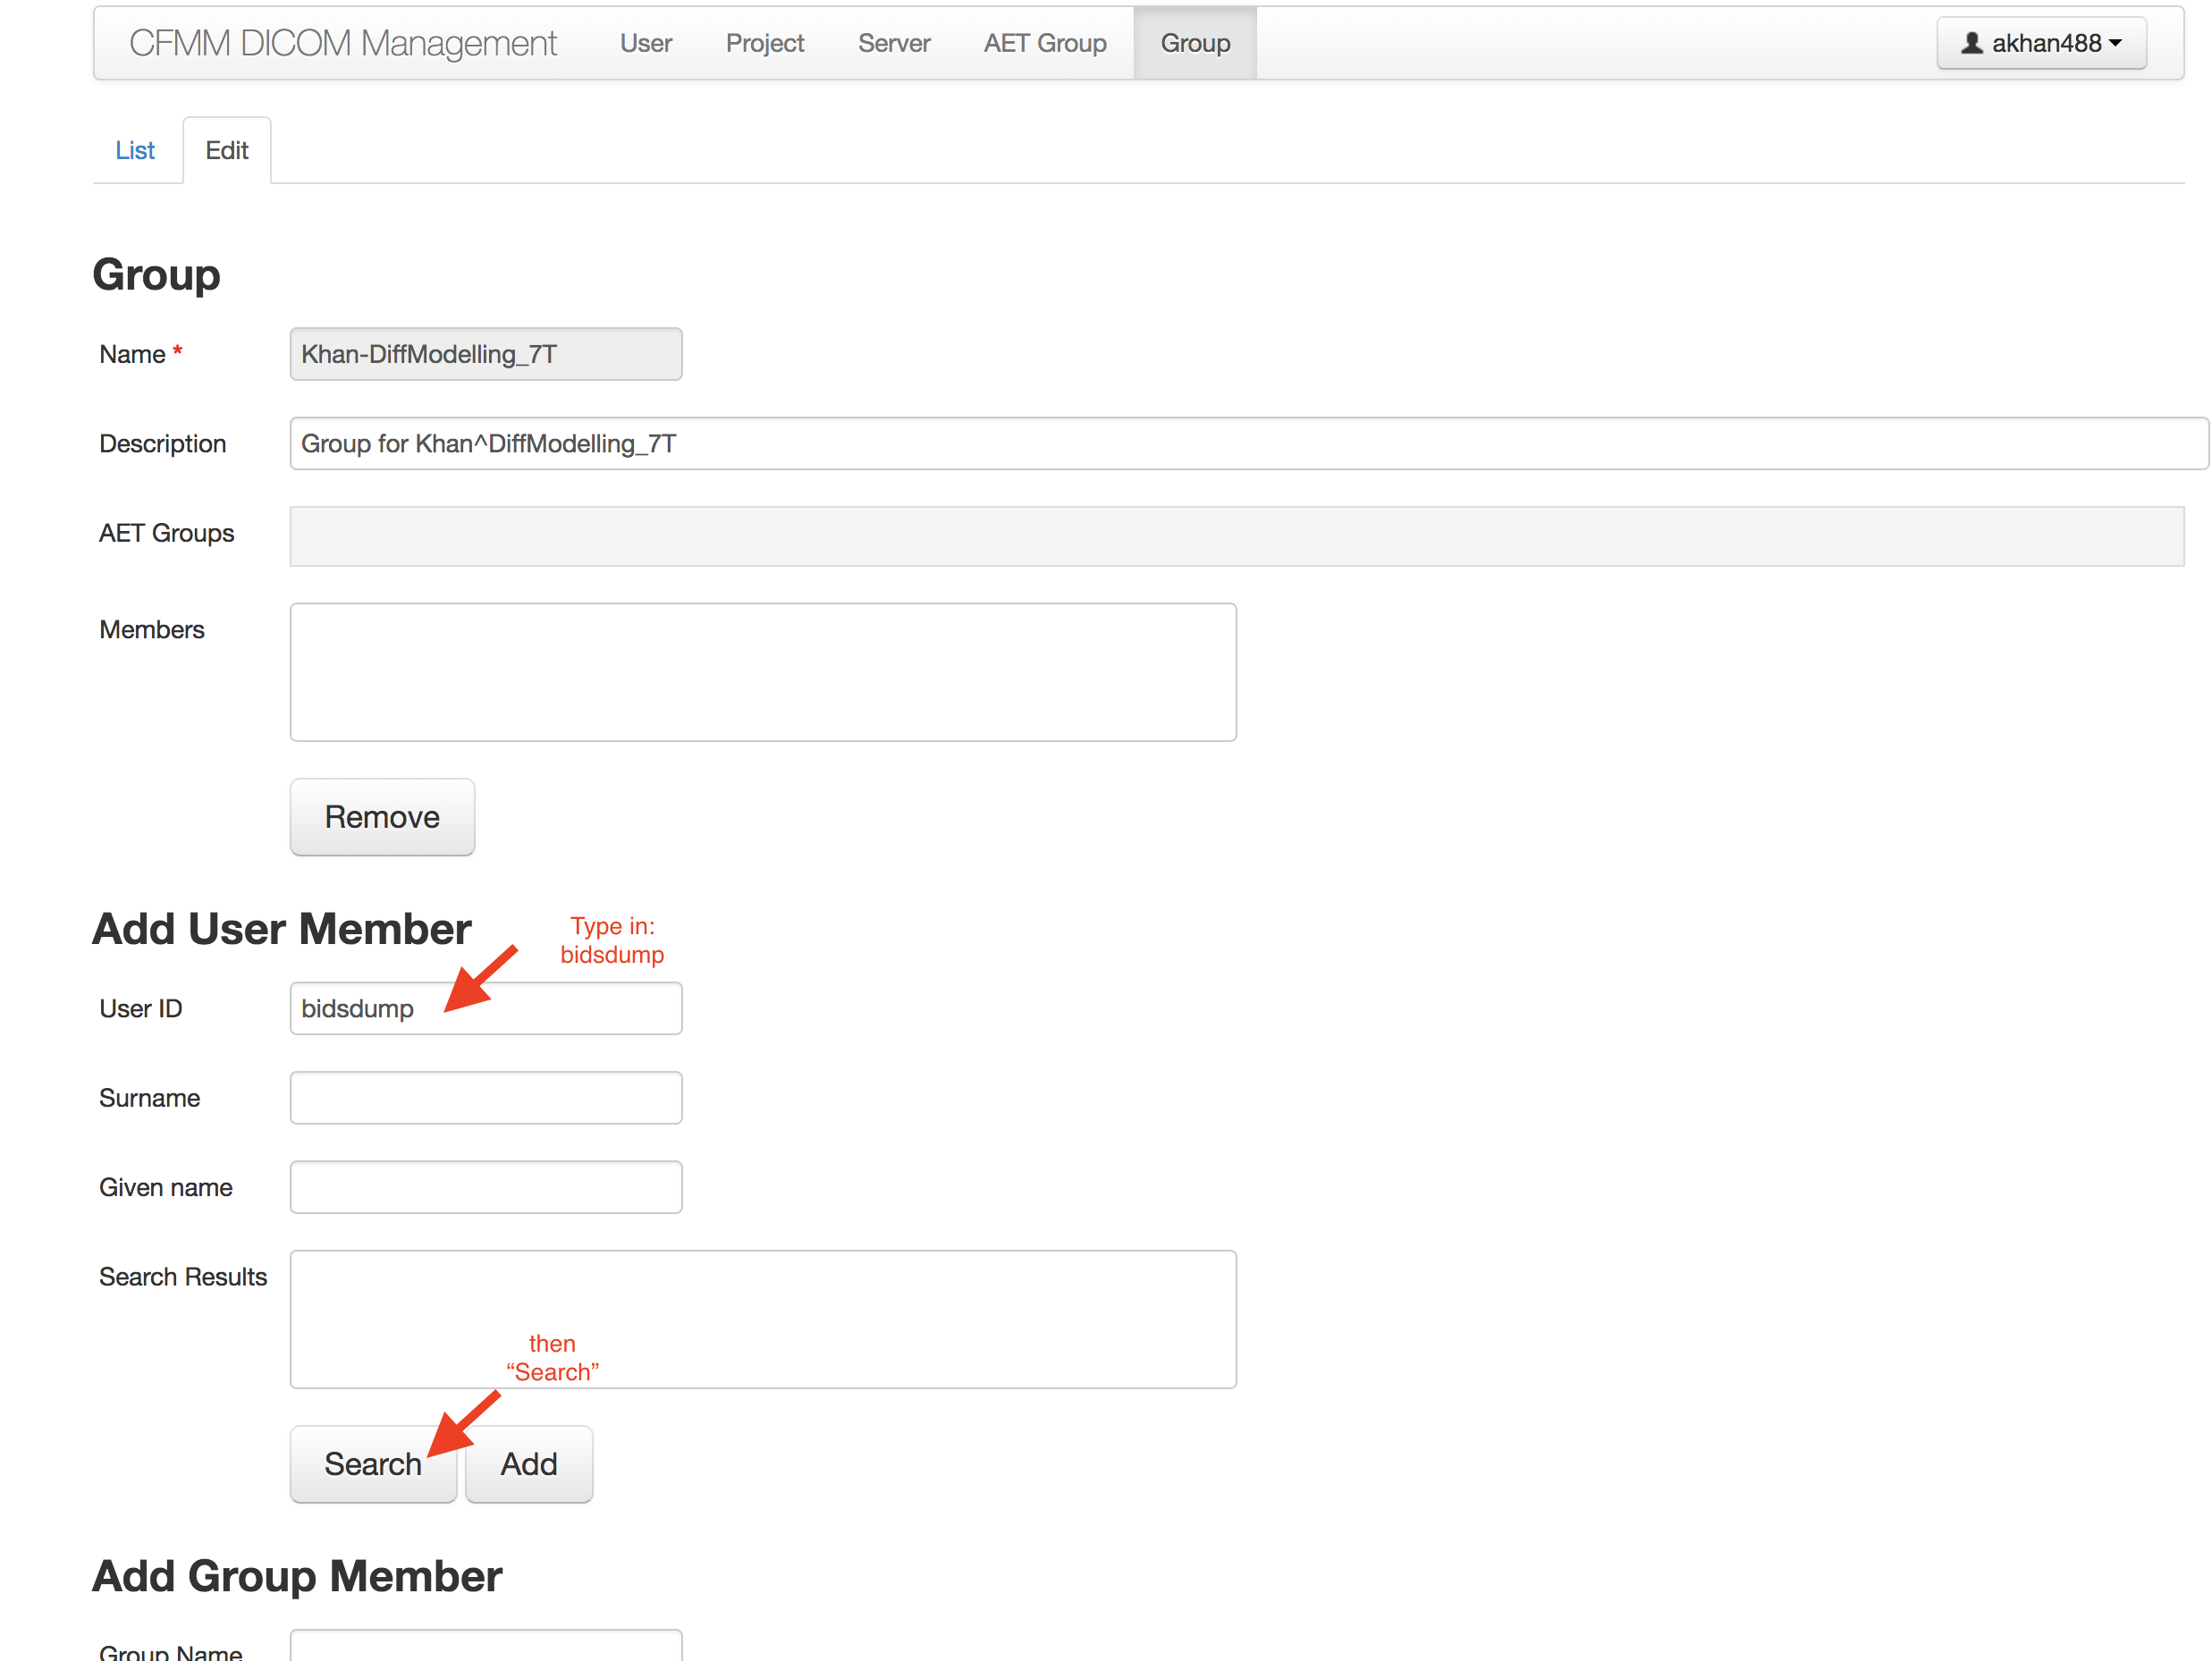 CFMM DICOM Management User Project Server AET Group Group akhan488
List Edit
Group
Name * Khan-DiffModelling_7T
Description Group for Khan^DiffModelling_7T
AET Groups
Members
Remove
Add User Member
Type in:
bidsdump
User ID bidsdump
Surname
Given name
Search Results
then
“Search”
Search Add
Add Group Member
Group Name